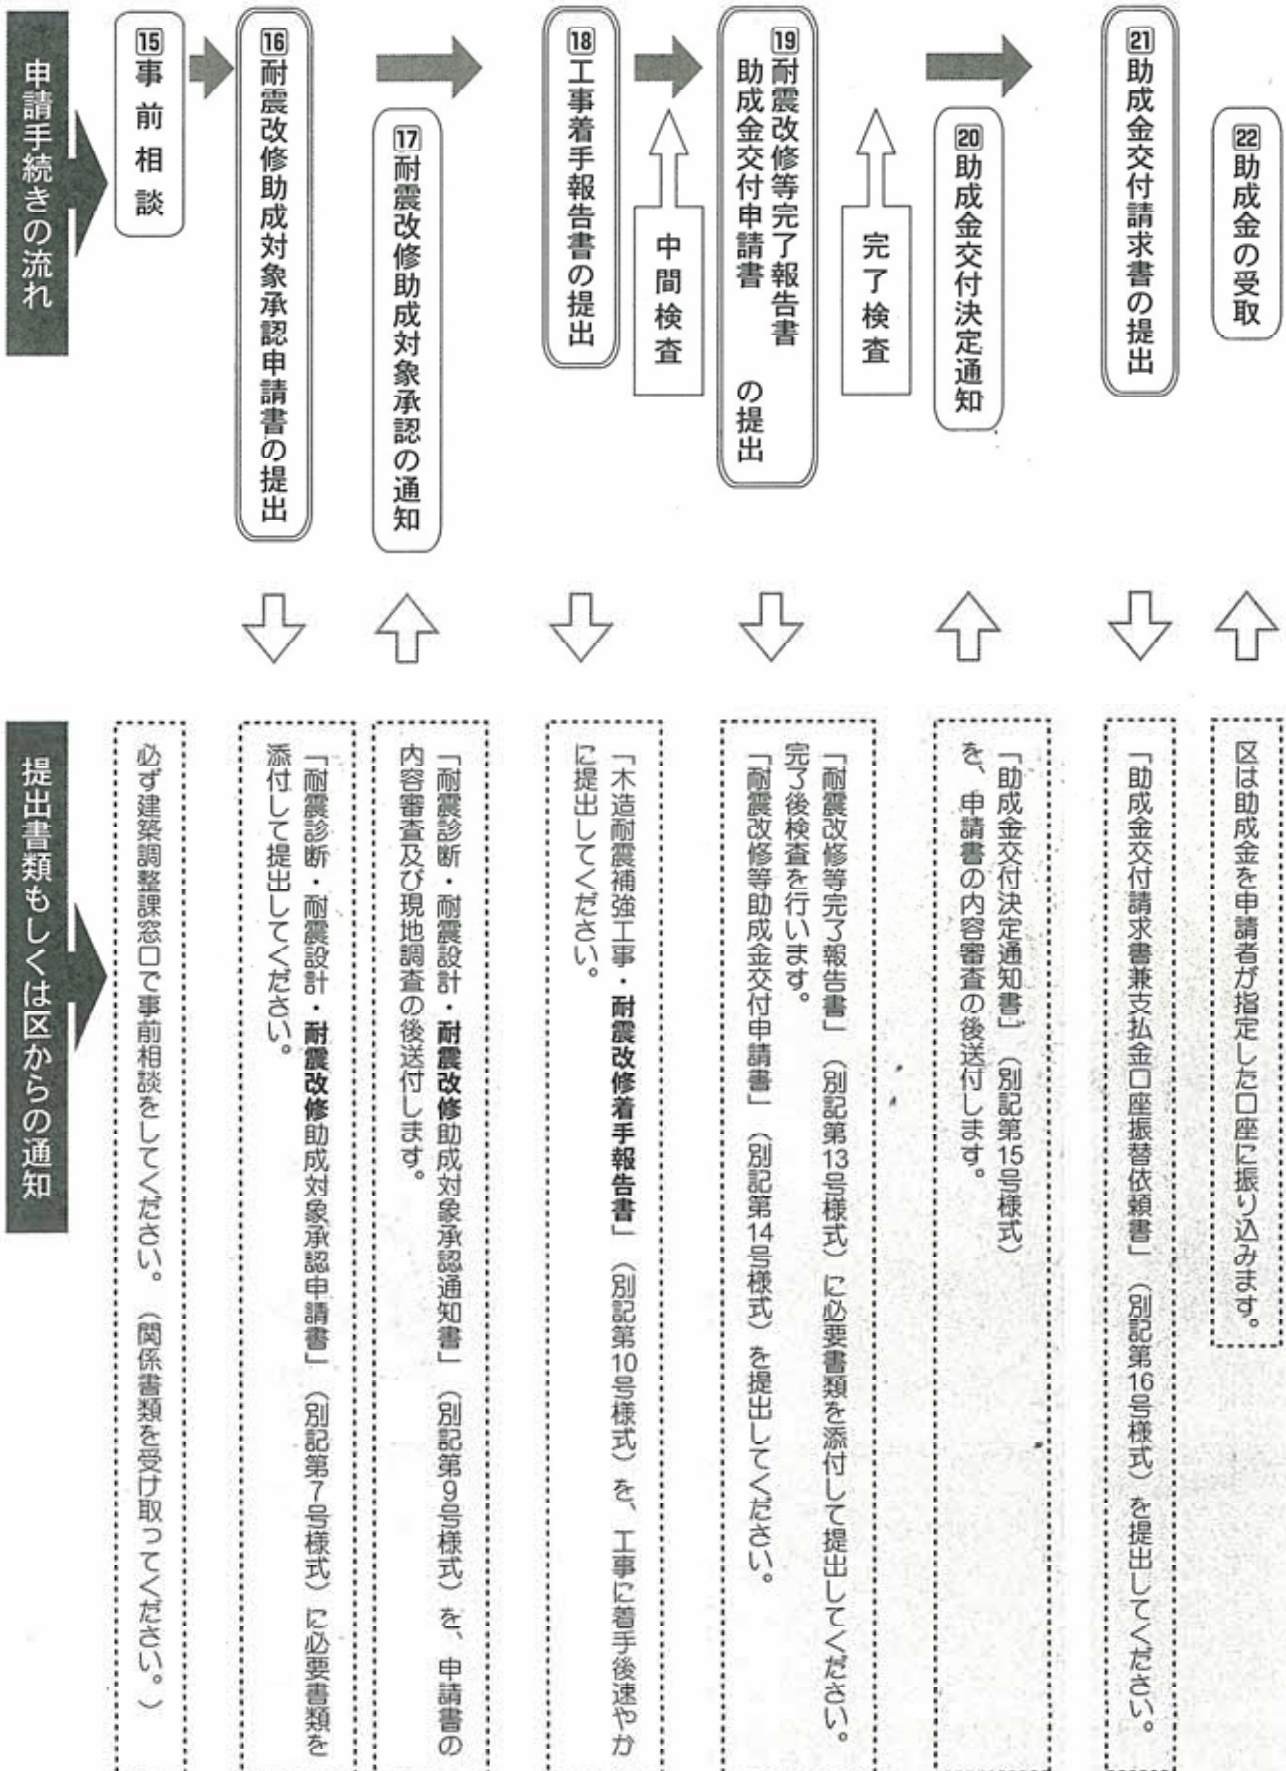 申請手続きの流れ
15 事前相談
16 耐震改修助成対象承認申請書の提出
17 耐震改修助成対象承認の通知
18 工事着手報告書の提出
中間検査
19 耐震改修等完了報告書
助成金交付申請書 の提出
完了検査
20 助成金交付決定通知
21 助成金交付請求書の提出
22 助成金の受取
提出書類もしくは区からの通知
必ず建築調整課窓口で事前相談をしてください。(関係書類を受け取ってください。)
「耐震診断・耐震設計・耐震改修助成対象承認申請書」(別記第7号様式)に必要書類を
添付して提出してください。
「耐震診断・耐震設計・耐震改修助成対象承認通知書」(別記第9号様式)を、申請書の
内容審査及び現地調査の後送付します。
「木造耐震補強工事・耐震改修着手報告書」(別記第10号様式)を、工事に着手後速やか
に提出してください。
「耐震改修等完了報告書」(別記第13号様式)に必要書類を添付して提出してください。
完了後検査を行います。
「耐震改修等助成金交付申請書」(別記第14号様式)を提出してください。
「助成金交付決定通知書」(別記第15号様式)
を、申請書の内容審査の後送付します。
「助成金交付請求書兼支払金口座振替依頼書」(別記第16号様式)を提出してください。
区は助成金を申請者が指定した口座に振り込みます。